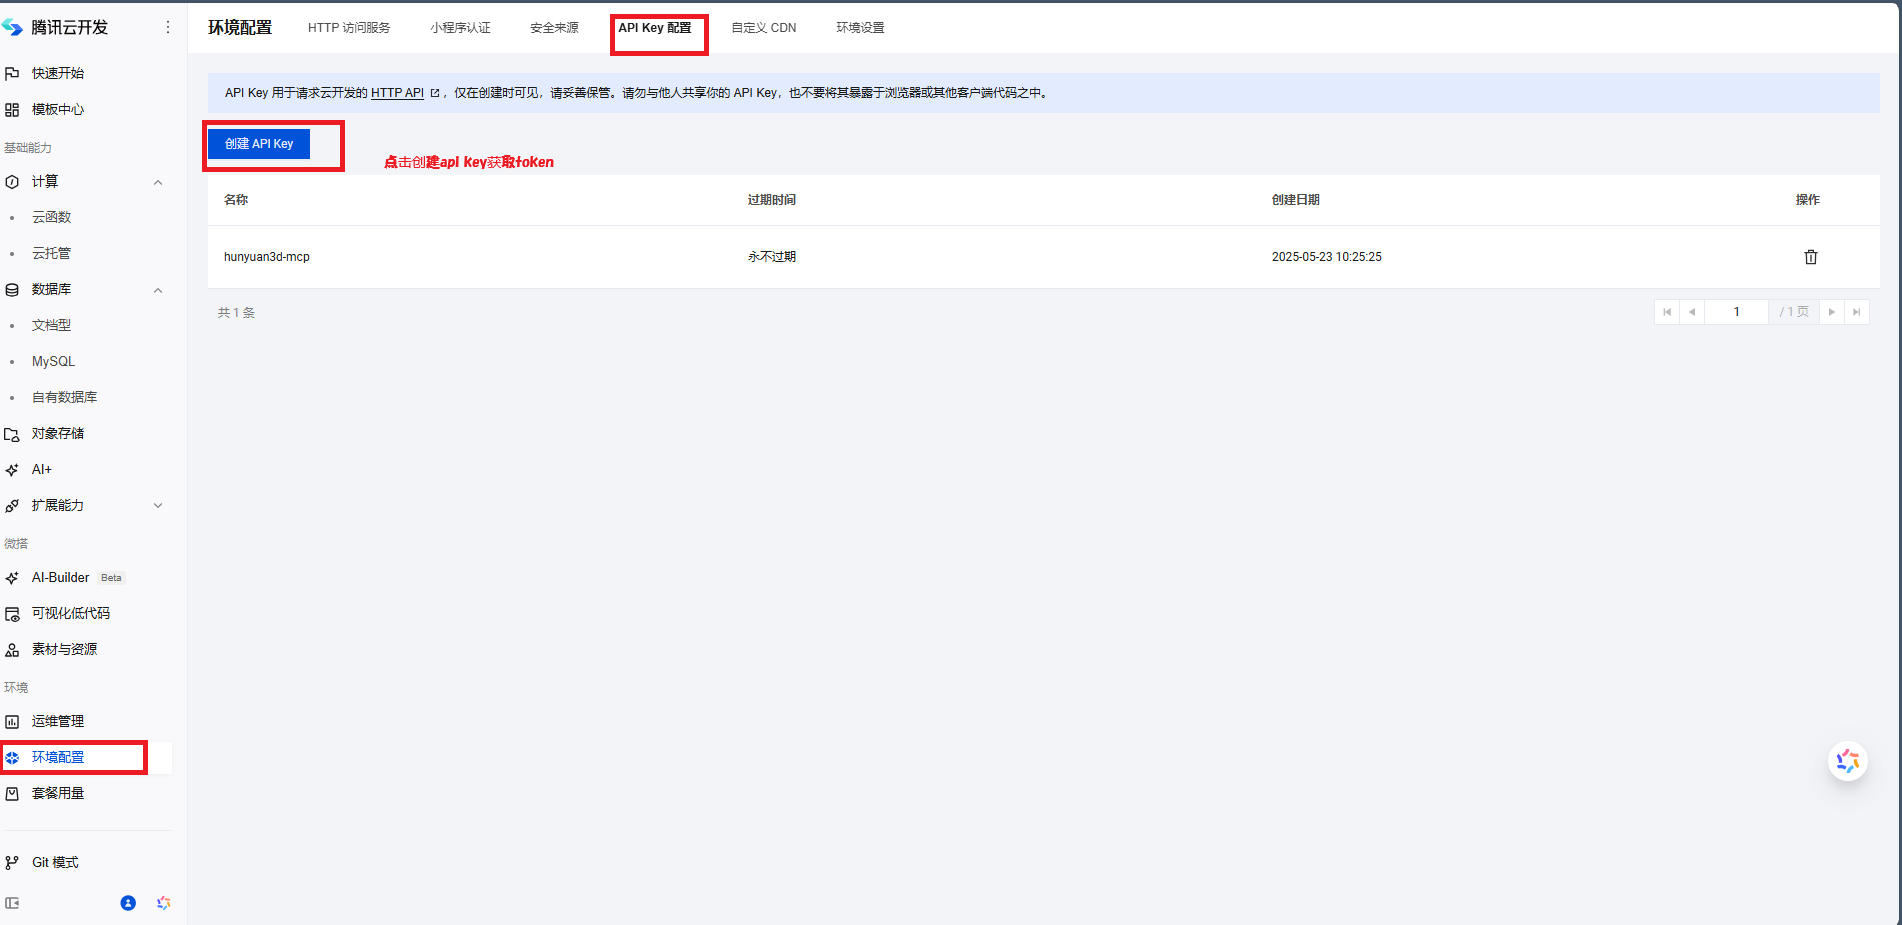 腾讯云开发
快速开始
模板中心
基础能力
计算
云函数
云托管
数据库
文档型
MySQL
自有数据库
对象存储
AI+
扩展能力
微搭
AI-Builder Beta
可视化低代码
素材与资源
环境
运维管理
环境配置
套餐用量
Git 模式
环境配置 HTTP 访问服务 小程序认证 安全来源 API Key 配置 自定义 CDN 环境设置
API Key 用于请求云开发的 HTTP API ，仅在创建时可见，请妥善保管。请勿与他人共享你的 API Key，也不要将其暴露于浏览器或其他客户端代码之中。
创建 API Key
点击创建api Key获取token
名称 过期时间 创建日期 操作
hunyuan3d-mcp 永不过期 2025-05-23 10:25:25
共 1 条 1 / 1 页